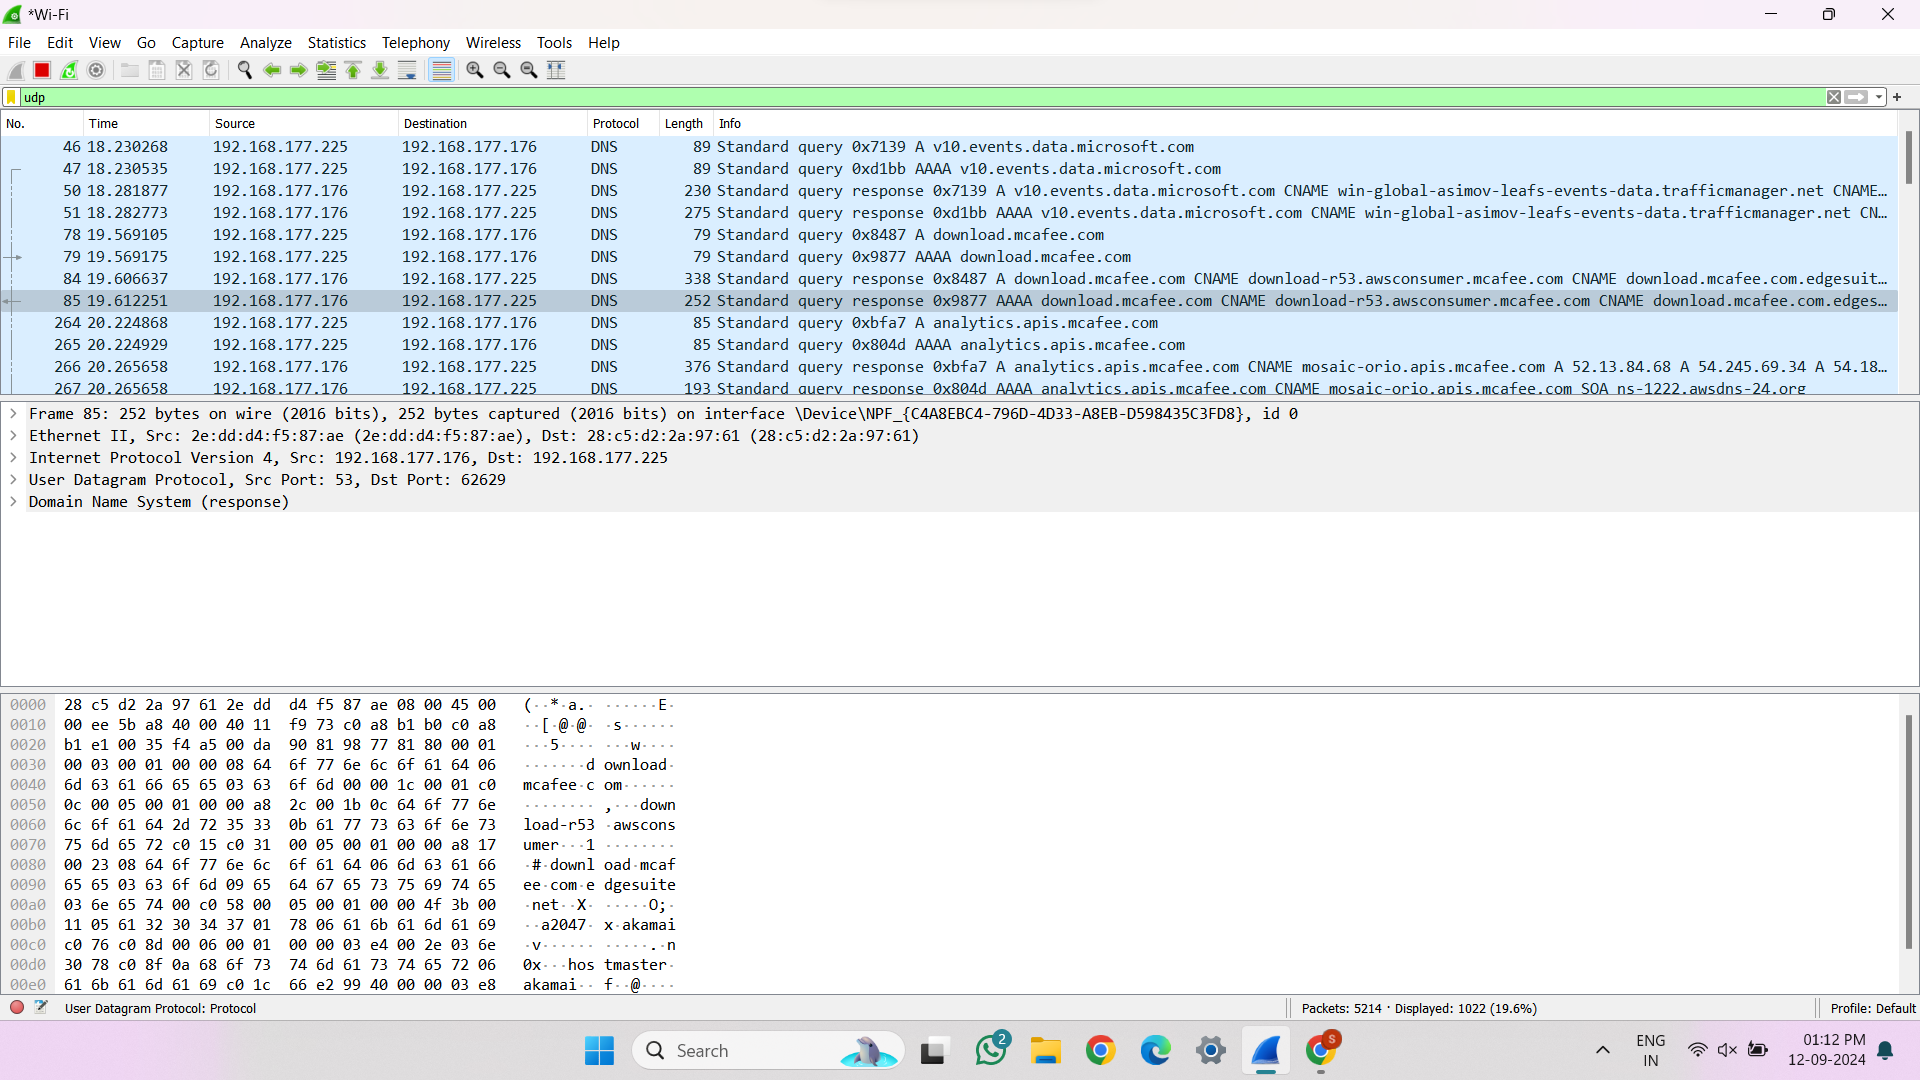 *Wi-Fi
File Edit View Go Capture Analyze Statistics Telephony Wireless Tools Help
udp
No. Time Source Destination Protocol Length Info
46 18.230268 192.168.177.225 192.168.177.176 DNS 89 Standard query 0x7139 A v10.events.data.microsoft.com
47 18.230535 192.168.177.225 192.168.177.176 DNS 89 Standard query 0xd1bb AAAA v10.events.data.microsoft.com
50 18.281877 192.168.177.176 192.168.177.225 DNS 230 Standard query response 0x7139 A v10.events.data.microsoft.com CNAME win-global-asimov-leafs-events-data.trafficmanager.net CNAME…
51 18.282773 192.168.177.176 192.168.177.225 DNS 275 Standard query response 0xd1bb AAAA v10.events.data.microsoft.com CNAME win-global-asimov-leafs-events-data.trafficmanager.net CN…
78 19.569105 192.168.177.225 192.168.177.176 DNS 79 Standard query 0x8487 A download.mcafee.com
79 19.569175 192.168.177.225 192.168.177.176 DNS 79 Standard query 0x9877 AAAA download.mcafee.com
84 19.606637 192.168.177.176 192.168.177.225 DNS 338 Standard query response 0x8487 A download.mcafee.com CNAME download-r53.awsconsumer.mcafee.com CNAME download.mcafee.com.edgesuit…
85 19.612251 192.168.177.176 192.168.177.225 DNS 252 Standard query response 0x9877 AAAA download.mcafee.com CNAME download-r53.awsconsumer.mcafee.com CNAME download.mcafee.com.edges…
264 20.224868 192.168.177.225 192.168.177.176 DNS 85 Standard query 0xbfa7 A analytics.apis.mcafee.com
265 20.224929 192.168.177.225 192.168.177.176 DNS 85 Standard query 0x804d AAAA analytics.apis.mcafee.com
266 20.265658 192.168.177.176 192.168.177.225 DNS 376 Standard query response 0xbfa7 A analytics.apis.mcafee.com CNAME mosaic-orio.apis.mcafee.com A 52.13.84.68 A 54.245.69.34 A 54.18…
267 20.265658 192.168.177.176 192.168.177.225 DNS 193 Standard query response 0x804d AAAA analytics.apis.mcafee.com CNAME mosaic-orio.apis.mcafee.com SOA ns-1222.awsdns-24.org
Frame 85: 252 bytes on wire (2016 bits), 252 bytes captured (2016 bits) on interface \Device\NPF_{C4A8EBC4-796D-4D33-A8EB-D598435C3FD8}, id 0
Ethernet II, Src: 2e:dd:d4:f5:87:ae (2e:dd:d4:f5:87:ae), Dst: 28:c5:d2:2a:97:61 (28:c5:d2:2a:97:61)
Internet Protocol Version 4, Src: 192.168.177.176, Dst: 192.168.177.225
User Datagram Protocol, Src Port: 53, Dst Port: 62629
Domain Name System (response)
0000 28 c5 d2 2a 97 61 2e dd d4 f5 87 ae 08 00 45 00 (··*·a.· ······E·
0010 00 ee 5b a8 40 00 40 11 f9 73 c0 a8 b1 b0 c0 a8 ··[·@·@· ·s······
0020 b1 e1 00 35 f4 a5 00 da 90 81 98 77 81 80 00 01 ···5···· ···w····
0030 00 03 00 01 00 00 08 64 6f 77 6e 6c 6f 61 64 06 ·······d ownload·
0040 6d 63 61 66 65 65 03 63 6f 6d 00 00 1c 00 01 c0 mcafee·c om······
0050 0c 00 05 00 01 00 00 a8 2c 00 1b 0c 64 6f 77 6e ········ ,···down
0060 6c 6f 61 64 2d 72 35 33 0b 61 77 73 63 6f 6e 73 load-r53 ·awscons
0070 75 6d 65 72 c0 15 c0 31 00 05 00 01 00 00 a8 17 umer···1 ········
0080 00 23 08 64 6f 77 6e 6c 6f 61 64 06 6d 63 61 66 ·#·downl oad·mcaf
0090 65 65 03 63 6f 6d 09 65 64 67 65 73 75 69 74 65 ee·com·e dgesuite
00a0 03 6e 65 74 00 c0 58 00 05 00 01 00 00 4f 3b 00 ·net··X· ·····O;·
00b0 11 05 61 32 30 34 37 01 78 06 61 6b 61 6d 61 69 ··a2047· x·akamai
00c0 c0 76 c0 8d 00 06 00 01 00 00 03 e4 00 2e 03 6e ·v······ ·····.·n
00d0 30 78 c0 8f 0a 68 6f 73 74 6d 61 73 74 65 72 06 0x···hos tmaster·
00e0 61 6b 61 6d 61 69 c0 1c 66 e2 99 40 00 00 03 e8 akamai·· f··@····
User Datagram Protocol: Protocol Packets: 5214 · Displayed: 1022 (19.6%) Profile: Default
Search
2
S
ENG
IN
01:12 PM
12-09-2024